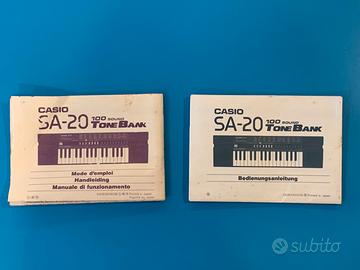 CASIO
SA-20 100 SOUND TONE BANK
Mode d'emploi
Handleiding
Manuale di funzionamento
CASIO
SA-20 100 SOUND TONE BANK
Bedienungsanleitung
subito